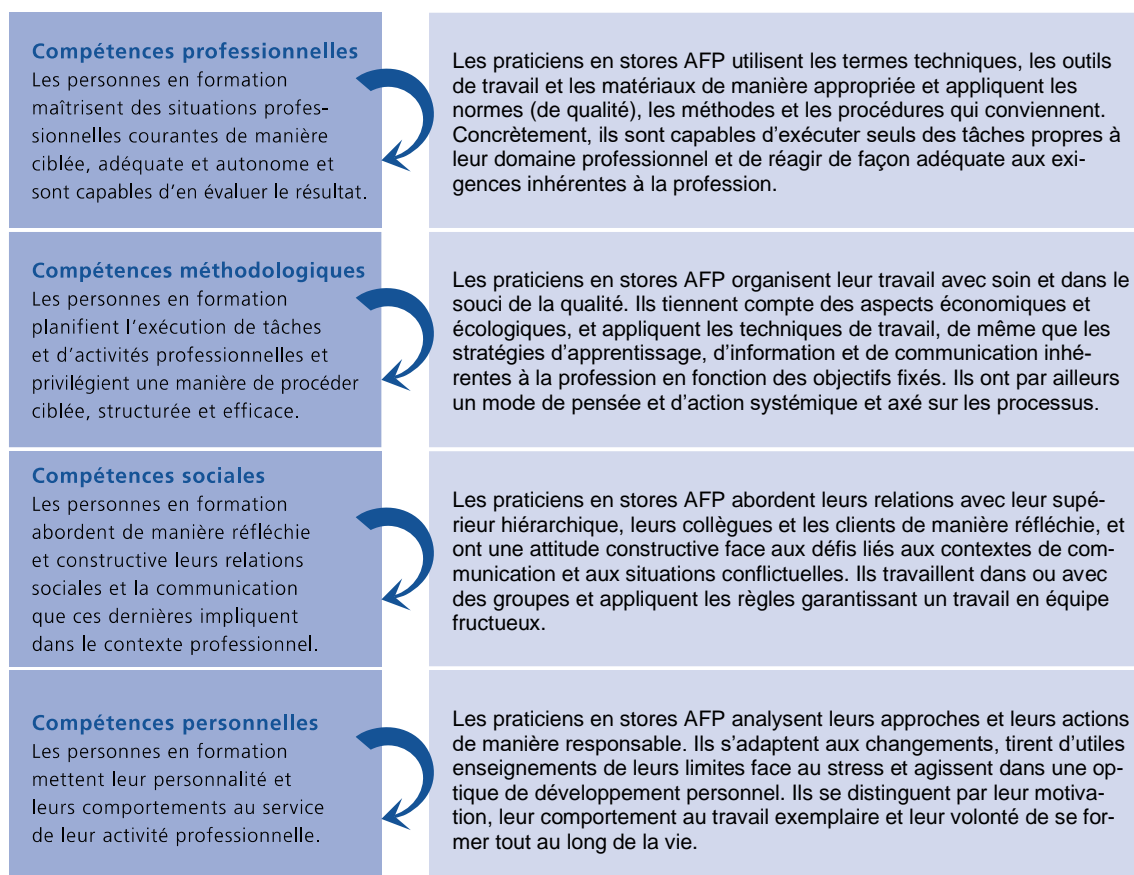 Compétences professionnelles
Les personnes en formation
maîtrisent des situations profes-
sionnelles courantes de manière
ciblée, adéquate et autonome et
sont capables d'en évaluer le résultat.
Les praticiens en stores AFP utilisent les termes techniques, les outils
de travail et les matériaux de manière appropriée et appliquent les
normes (de qualité), les méthodes et les procédures qui conviennent.
Concrètement, ils sont capables d'exécuter seuls des tâches propres à
leur domaine professionnel et de réagir de façon adéquate aux exi-
gences inhérentes à la profession.
Compétences méthodologiques
Les personnes en formation
planifient l'exécution de tâches
et d'activités professionnelles et
privilégient une manière de procéder
ciblée, structurée et efficace.
Les praticiens en stores AFP organisent leur travail avec soin et dans le
souci de la qualité. Ils tiennent compte des aspects économiques et
écologiques, et appliquent les techniques de travail, de même que les
stratégies d'apprentissage, d'information et de communication inhé-
rentes à la profession en fonction des objectifs fixés. Ils ont par ailleurs
un mode de pensée et d'action systémique et axé sur les processus.
Compétences sociales
Les personnes en formation
abordent de manière réfléchie
et constructive leurs relations
sociales et la communication
que ces dernières impliquent
dans le contexte professionnel.
Les praticiens en stores AFP abordent leurs relations avec leur supé-
rieur hiérarchique, leurs collègues et les clients de manière réfléchie, et
ont une attitude constructive face aux défis liés aux contextes de com-
munication et aux situations conflictuelles. Ils travaillent dans ou avec
des groupes et appliquent les règles garantissant un travail en équipe
fructueux.
Compétences personnelles
Les personnes en formation
mettent leur personnalité et
leurs comportements au service
de leur activité professionnelle.
Les praticiens en stores AFP analysent leurs approches et leurs actions
de manière responsable. Ils s'adaptent aux changements, tirent d'utiles
enseignements de leurs limites face au stress et agissent dans une op-
tique de développement personnel. Ils se distinguent par leur motiva-
tion, leur comportement au travail exemplaire et leur volonté de se for-
mer tout au long de la vie.